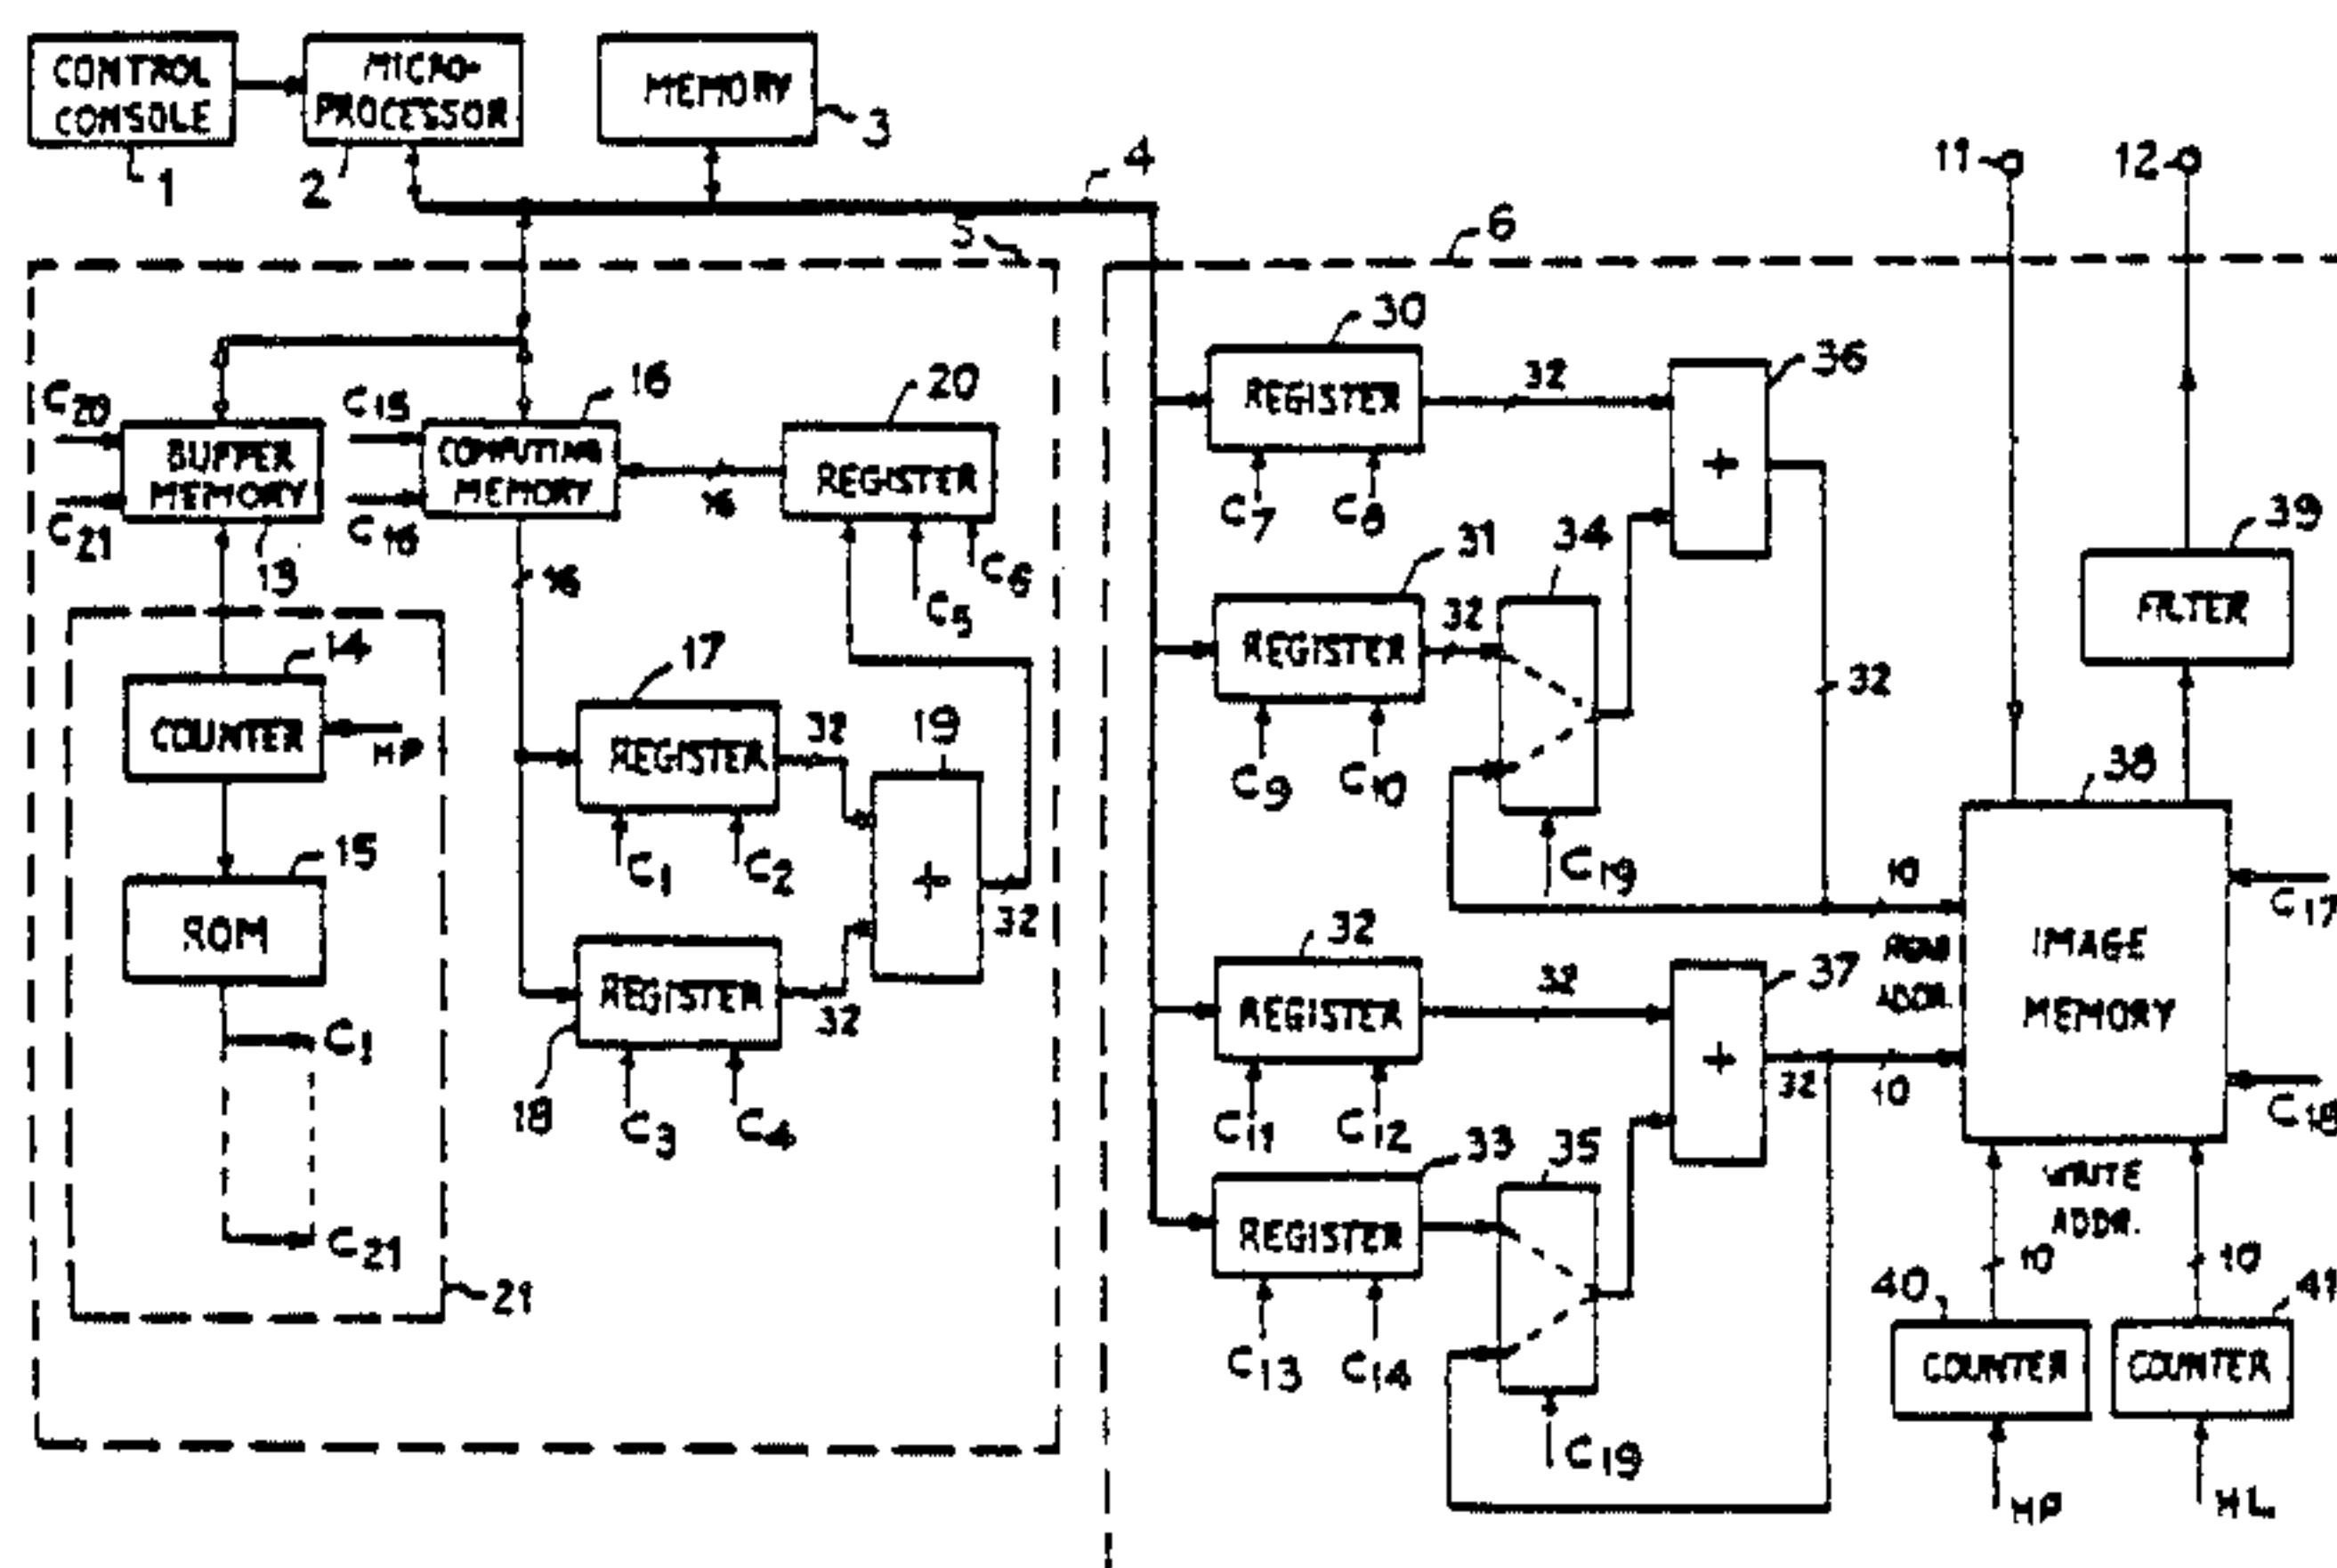 CONTROL
CONSOLE
1
MICRO-
PROCESSOR
2
MEMORY
3
4
5
6
11
12
C20
C21
BUFFER
MEMORY
13
C15
C16
COMPUTING
MEMORY
16
16
REGISTER
20
C5
C6
16
14
COUNTER
HP
15
ROM
C1
C21
21
17
REGISTER
32
C1
C2
19
+
32
18
REGISTER
32
C3
C4
30
REGISTER
32
C7
C8
36
+
32
31
REGISTER
32
C9
C10
34
C19
10
READ
ADDR.
32
REGISTER
32
C11
C12
37
+
32
10
33
REGISTER
C13
C14
35
C19
39
FILTER
38
IMAGE
MEMORY
C17
C18
WRITE
ADDR.
10
10
40
COUNTER
HP
41
COUNTER
HL